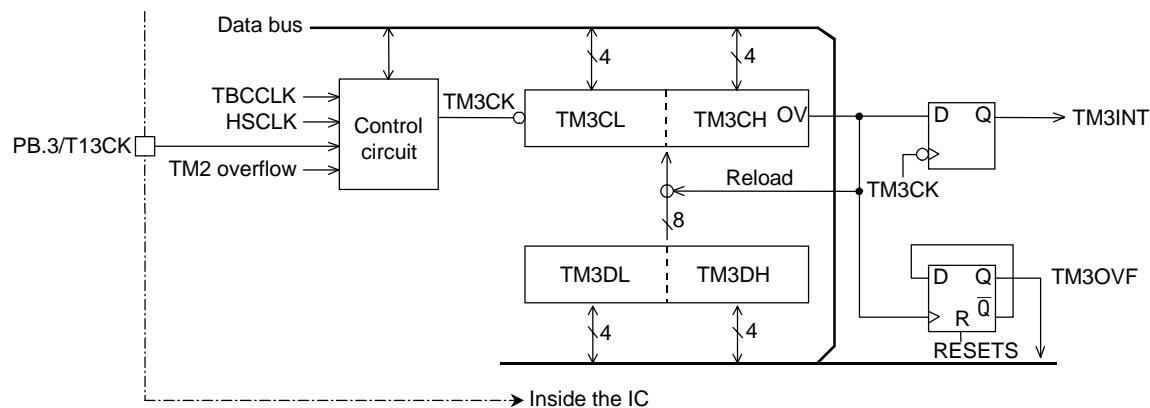 Data bus
4
4
TBCCLK
HSCLK
PB.3/T13CK
TM2 overflow
Control
circuit
TM3CK
TM3CL
TM3CH
OV
D
Q
TM3INT
TM3CK
Reload
8
TM3DL
TM3DH
D
Q
Q̅
R
TM3OVF
4
4
RESETS
Inside the IC